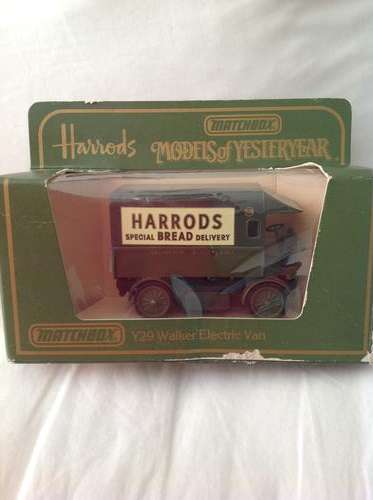 MATCHBOX
Harrods MODELS of YESTERYEAR
HARRODS
SPECIAL BREAD DELIVERY
MATCHBOX
Y29 Walker Electric Van